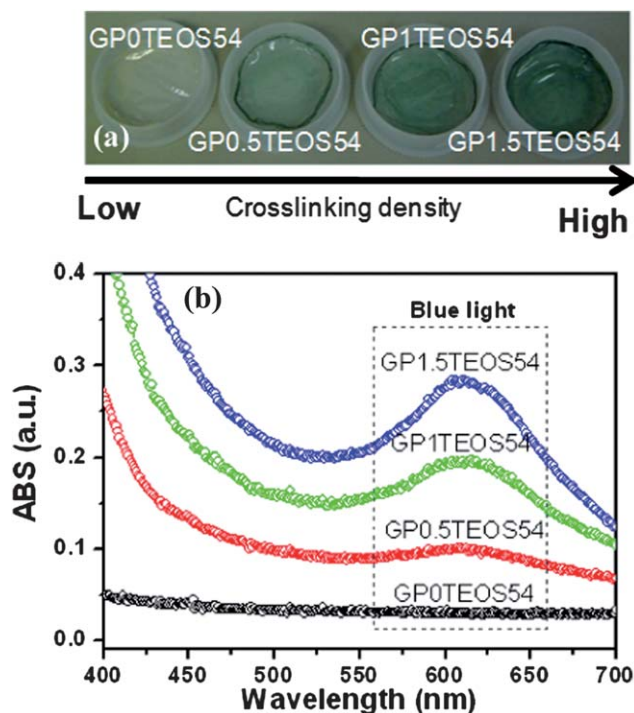 GP0TEOS54 GP1TEOS54
(a) GP0.5TEOS54 GP1.5TEOS54
Low Crosslinking density High
(b)
Blue light
GP1.5TEOS54
GP1TEOS54
GP0.5TEOS54
GP0TEOS54
ABS (a.u.)
0.4
0.3
0.2
0.1
0.0
400 450 500 550 600 650 700
Wavelength (nm)